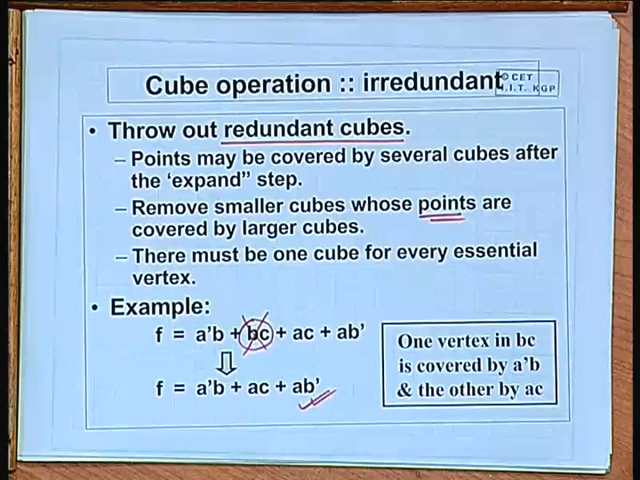 Cube operation :: irredundant
© CET
I.I.T. KGP
• Throw out redundant cubes.
– Points may be covered by several cubes after
the ‘expand” step.
– Remove smaller cubes whose points are
covered by larger cubes.
– There must be one cube for every essential
vertex.
• Example:
f = a’b + bc + ac + ab’
f = a’b + ac + ab’
One vertex in bc
is covered by a’b
& the other by ac